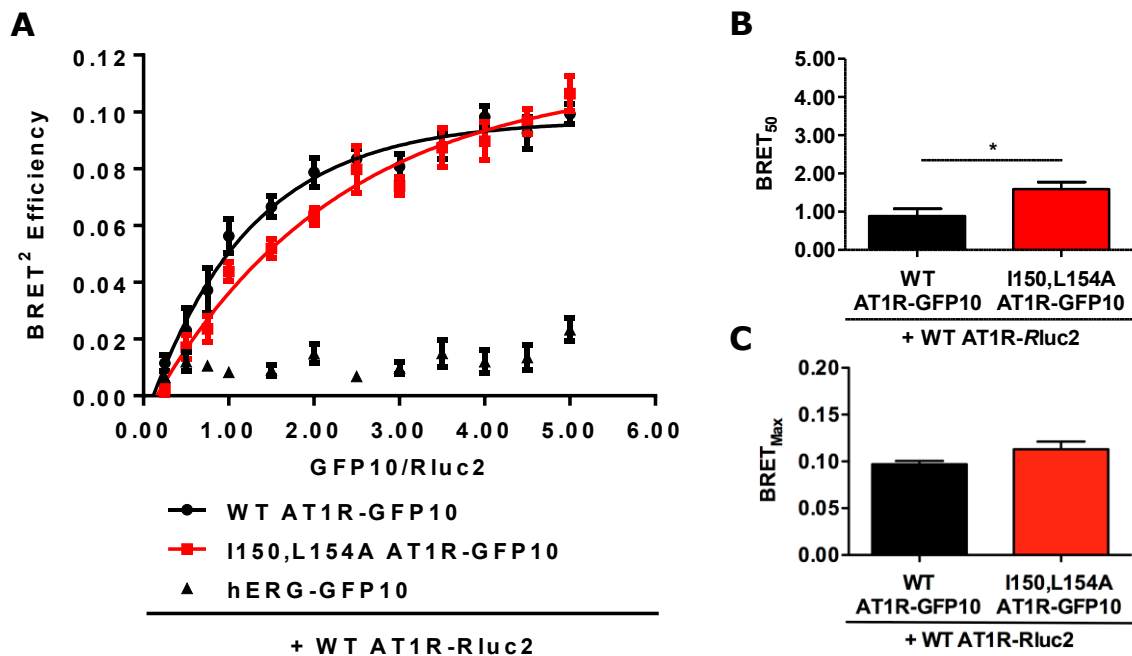 A
0.12
0.10
0.08
0.06
0.04
0.02
0.00
BRET² Efficiency
0.00 1.00 2.00 3.00 4.00 5.00 6.00
GFP10/Rluc2
WT AT1R-GFP10
I150,L154A AT1R-GFP10
hERG-GFP10
+ WT AT1R-Rluc2
B
5.00
4.00
3.00
2.00
1.00
0.00
BRET50
*
WT I150,L154A
AT1R-GFP10 AT1R-GFP10
+ WT AT1R-Rluc2
C
0.20
0.15
0.10
0.05
0.00
BRETMax
WT I150,L154A
AT1R-GFP10 AT1R-GFP10
+ WT AT1R-Rluc2